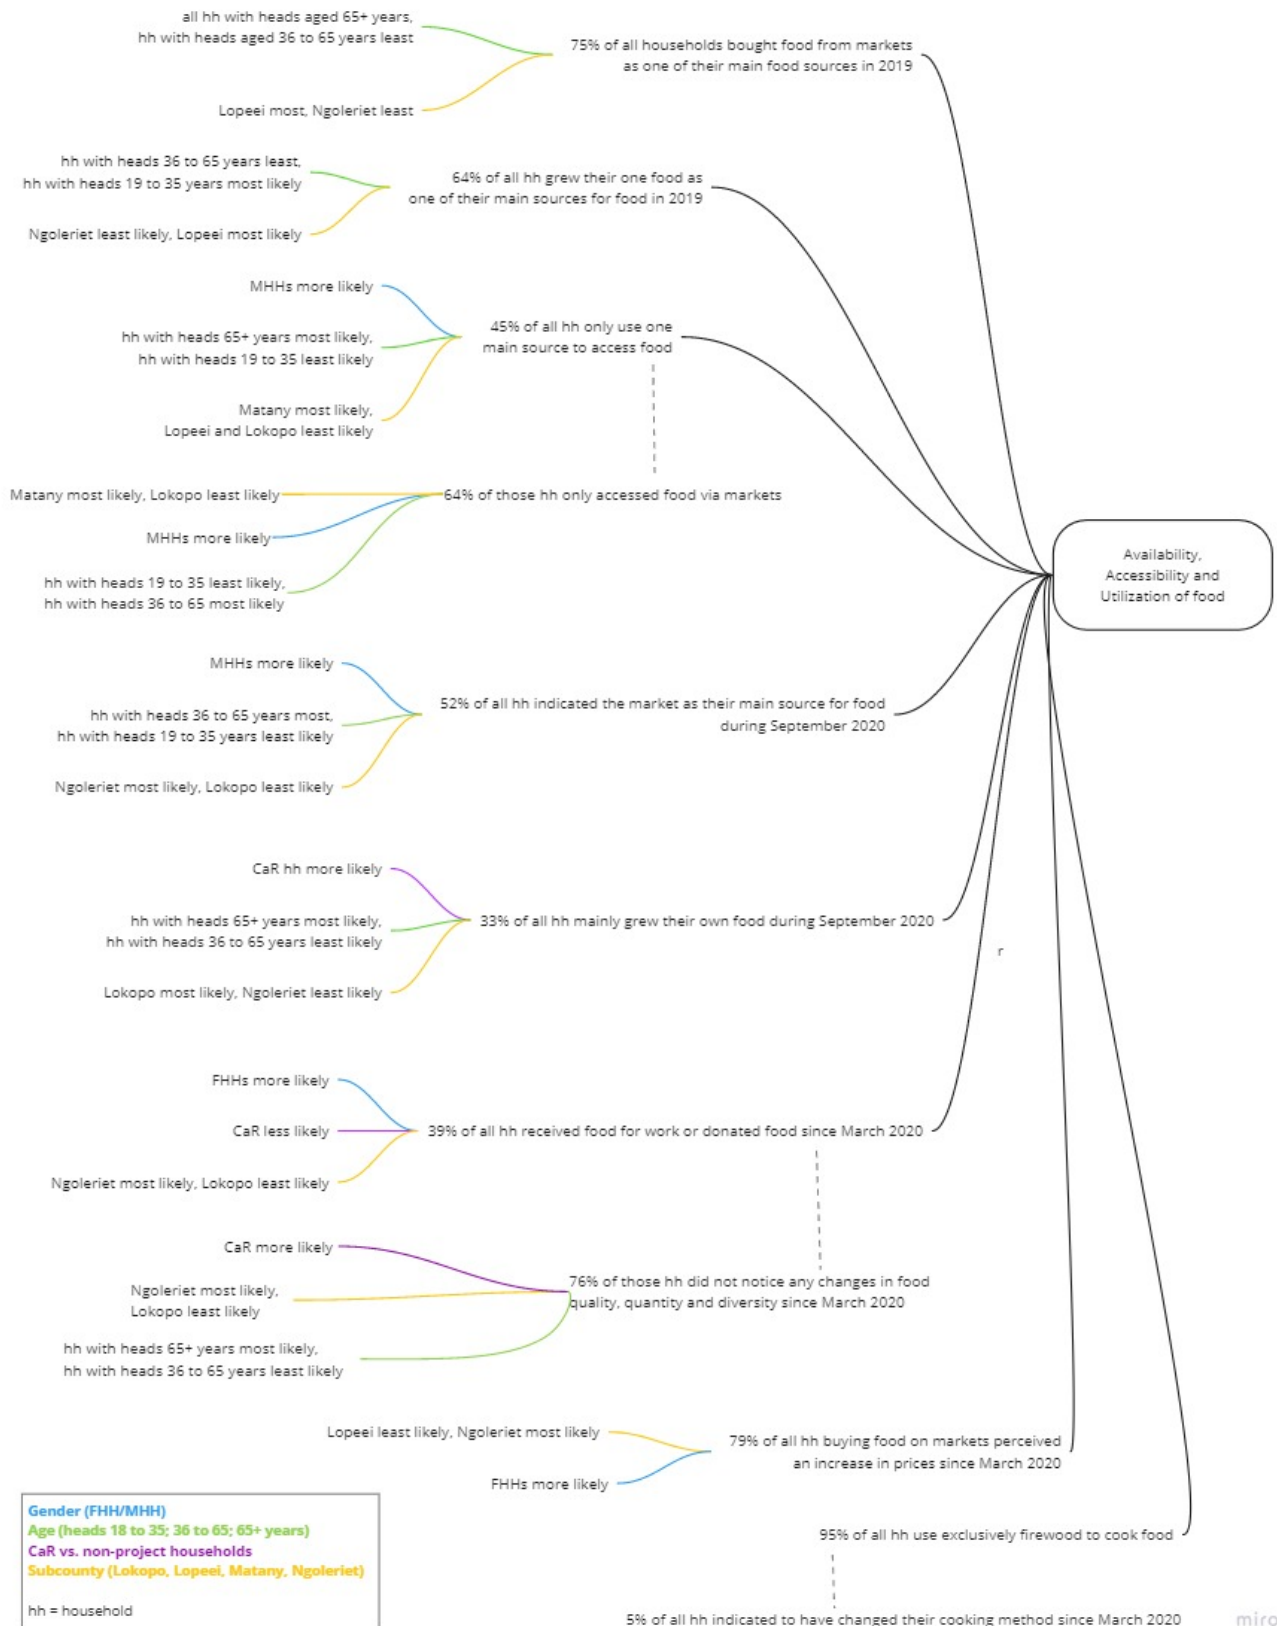 all hh with heads aged 65+ years,
hh with heads aged 36 to 65 years least
75% of all households bought food from markets
as one of their main food sources in 2019
Lopeei most, Ngoleriet least
hh with heads 36 to 65 years least,
hh with heads 19 to 35 years most likely
64% of all hh grew their one food as
one of their main sources for food in 2019
Ngoleriet least likely, Lopeei most likely
MHHs more likely
hh with heads 65+ years most likely,
hh with heads 19 to 35 least likely
45% of all hh only use one
main source to access food
Matany most likely,
Lopeei and Lokopo least likely
Matany most likely, Lokopo least likely
64% of those hh only accessed food via markets
MHHs more likely
hh with heads 19 to 35 least likely,
hh with heads 36 to 65 most likely
Availability,
Accessibility and
Utilization of food
MHHs more likely
hh with heads 36 to 65 years most,
hh with heads 19 to 35 years least likely
52% of all hh indicated the market as their main source for food
during September 2020
Ngoleriet most likely, Lokopo least likely
CaR hh more likely
hh with heads 65+ years most likely,
hh with heads 36 to 65 years least likely
33% of all hh mainly grew their own food during September 2020
r
Lokopo most likely, Ngoleriet least likely
FHHs more likely
CaR less likely
39% of all hh received food for work or donated food since March 2020
Ngoleriet most likely, Lokopo least likely
CaR more likely
Ngoleriet most likely,
Lokopo least likely
76% of those hh did not notice any changes in food
quality, quantity and diversity since March 2020
hh with heads 65+ years most likely,
hh with heads 36 to 65 years least likely
Lopeei least likely, Ngoleriet most likely
79% of all hh buying food on markets perceived
an increase in prices since March 2020
FHHs more likely
Gender (FHH/MHH)
Age (heads 18 to 35; 36 to 65; 65+ years)
CaR vs. non-project households
Subcounty (Lokopo, Lopeei, Matany, Ngoleriet)
hh = household
95% of all hh use exclusively firewood to cook food
5% of all hh indicated to have changed their cooking method since March 2020
miro